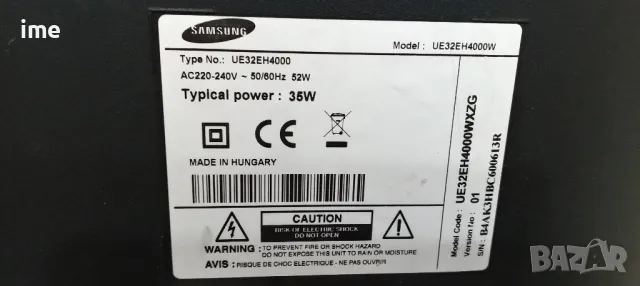 ime
SAMSUNG
Model : UE32EH4000W
Type No.: UE32EH4000
AC220-240V ~ 50/60Hz 52W
Typical power : 35W
CE
MADE IN HUNGARY
CAUTION
RISK OF ELECTRIC SHOCK
DO NOT OPEN
WARNING : TO PREVENT FIRE OR SHOCK HAZARD
DO NOT EXPOSE THIS UNIT TO RAIN OR MOISTURE
AVIS : RISQUE DE CHOC ELECTRIQUE - NE PAS OUVRIR
Model Code : UE32EH4000WXZG
Version No : 01
S/N : B4AK3HBC600613R
BAZAR